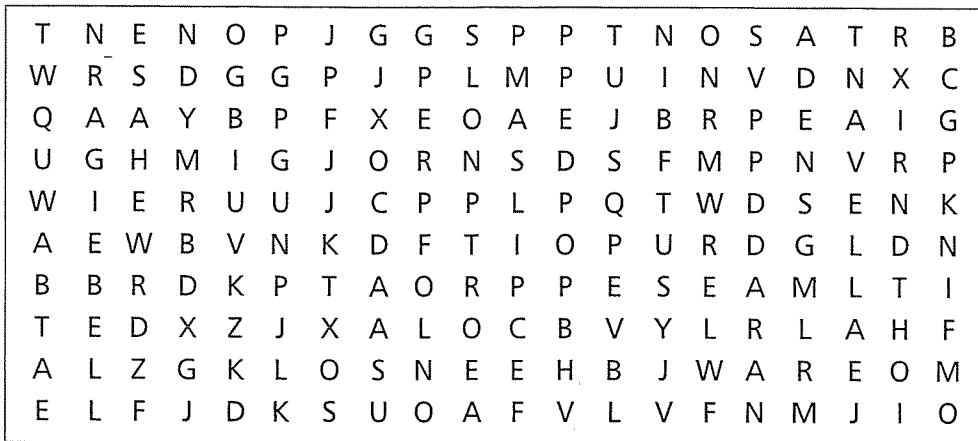 T N E N O P J G G S P P T N O S A T R B
W R S D G G P J P L M P U I N V D N X C
Q A A Y B P F X E O A E J B R P E A I G
U G H M I G J O R N S D S F M P N V R P
W I E R U U J C P P L P Q T W D S E N K
A E W B V N K D F T I O P U R D G L D N
B B R D K P T A O R P P E S E A M L T I
T E D X Z J X A L O C B V Y L R L A H F
A L Z G K L O S N E E H B J W A R E O M
E L F J D K S U O A F V L V F N M J I O